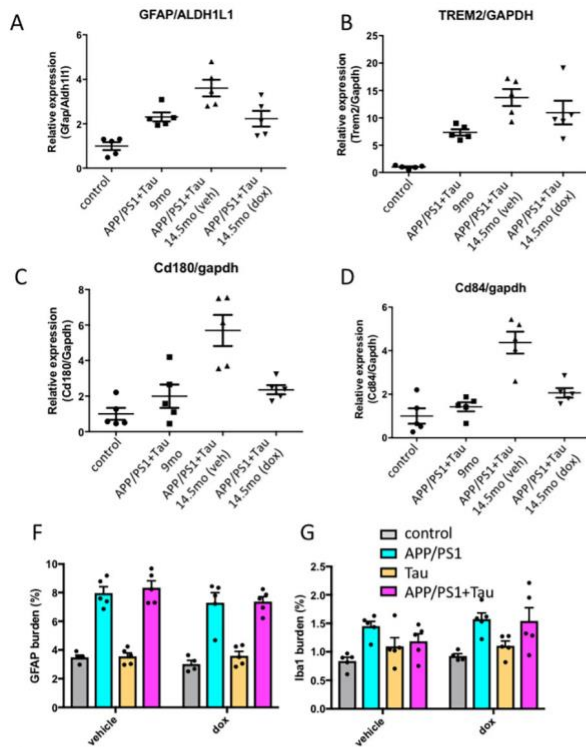 A
GFAP/ALDH1L1
Relative expression
(Gfap/Aldh1l1)
6
4
2
0
control
APP/PS1+Tau
9mo
APP/PS1+Tau
14.5mo (veh)
APP/PS1+Tau
14.5mo (dox)
B
TREM2/GAPDH
Relative expression
(Trem2/Gapdh)
25
20
15
10
5
0
control
APP/PS1+Tau
9mo
APP/PS1+Tau
14.5mo (veh)
APP/PS1+Tau
14.5mo (dox)
C
Cd180/gapdh
Relative expression
(Cd180/Gapdh)
8
6
4
2
0
control
APP/PS1+Tau
9mo
APP/PS1+Tau
14.5mo (veh)
APP/PS1+Tau
14.5mo (dox)
D
Cd84/gapdh
Relative expression
(Cd84/Gapdh)
6
4
2
0
control
APP/PS1+Tau
9mo
APP/PS1+Tau
14.5mo (veh)
APP/PS1+Tau
14.5mo (dox)
F
GFAP burden (%)
10
8
6
4
2
0
vehicle
dox
G
control
APP/PS1
Tau
APP/PS1+Tau
Iba1 burden (%)
2.5
2.0
1.5
1.0
0.5
0.0
vehicle
dox